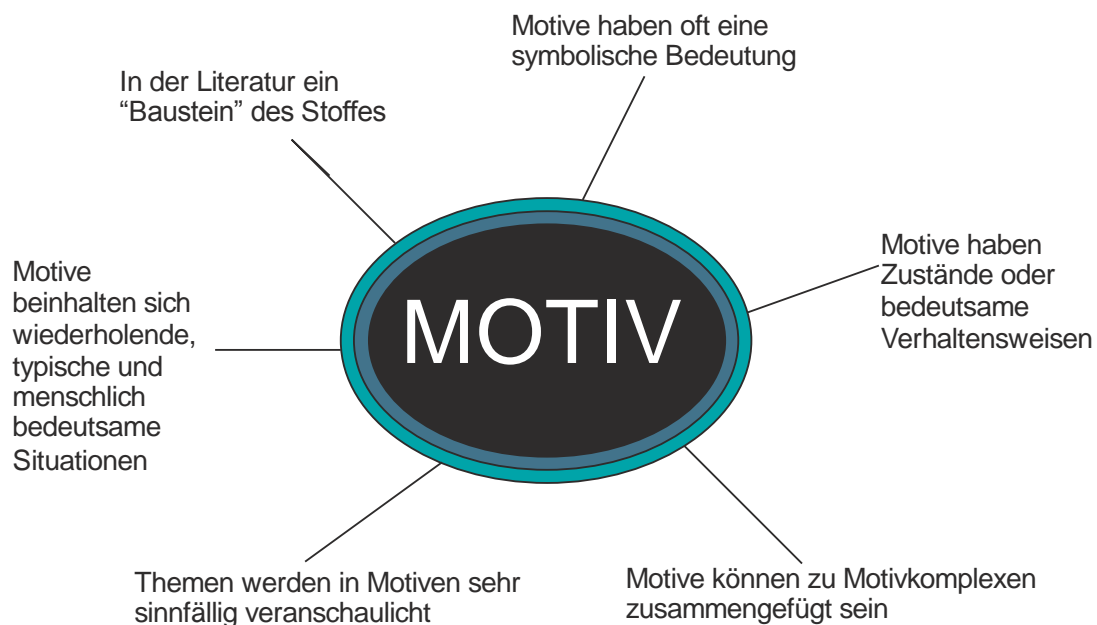 Motive haben oft eine
symbolische Bedeutung
In der Literatur ein
“Baustein” des Stoffes
Motive haben
Zustände oder
bedeutsame
Verhaltensweisen
Motive
beinhalten sich
wiederholende,
typische und
menschlich
bedeutsame
Situationen
MOTIV
Themen werden in Motiven sehr
sinnfällig veranschaulicht
Motive können zu Motivkomplexen
zusammengefügt sein